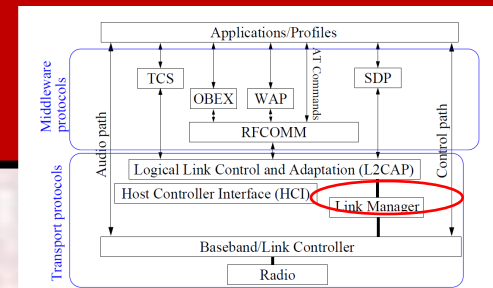 Applications/Profiles
Middleware
protocols
Audio path
TCS
OBEX
WAP
AT Commands
SDP
Control path
RFCOMM
Transport protocols
Logical Link Control and Adaptation (L2CAP)
Host Controller Interface (HCI)
Link Manager
Baseband/Link Controller
Radio